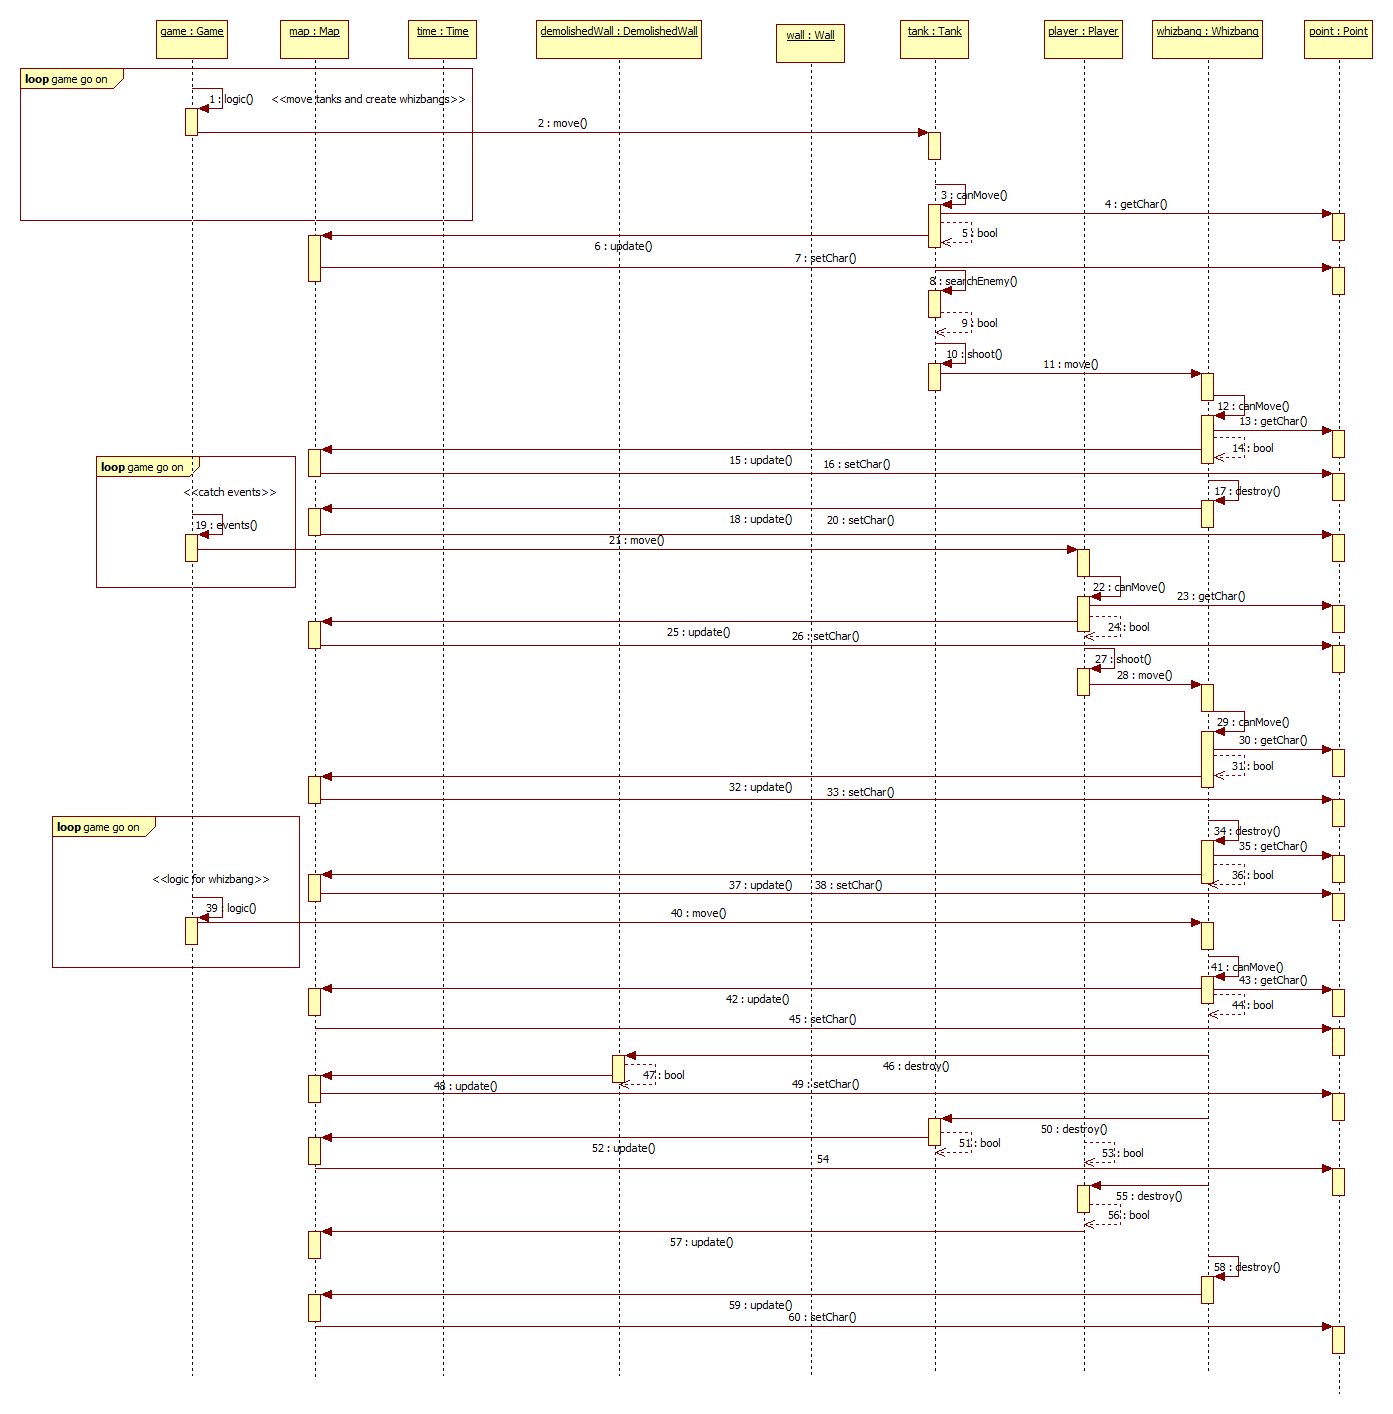 game : Game
map : Map
time : Time
demolishedWall : DemolishedWall
wall : Wall
tank : Tank
player : Player
whizbang : Whizbang
point : Point
loop game go on
1 : logic()
<<move tanks and create whizbangs>>
2 : move()
3 : canMove()
4 : getChar()
5 : bool
6 : update()
7 : setChar()
8 : searchEnemy()
9 : bool
10 : shoot()
11 : move()
12 : canMove()
13 : getChar()
14 : bool
15 : update()
16 : setChar()
loop game go on
<<catch events>>
17 : destroy()
18 : update()
20 : setChar()
19 : events()
21 : move()
22 : canMove()
23 : getChar()
24 : bool
25 : update()
26 : setChar()
27 : shoot()
28 : move()
29 : canMove()
30 : getChar()
31 : bool
32 : update()
33 : setChar()
loop game go on
34 : destroy()
35 : getChar()
36 : bool
<<logic for whizbang>>
37 : update()
38 : setChar()
39 : logic()
40 : move()
41 : canMove()
43 : getChar()
42 : update()
44 : bool
45 : setChar()
46 : destroy()
47 : bool
48 : update()
49 : setChar()
50 : destroy()
51 : bool
52 : update()
53 : bool
54
55 : destroy()
56 : bool
57 : update()
58 : destroy()
59 : update()
60 : setChar()